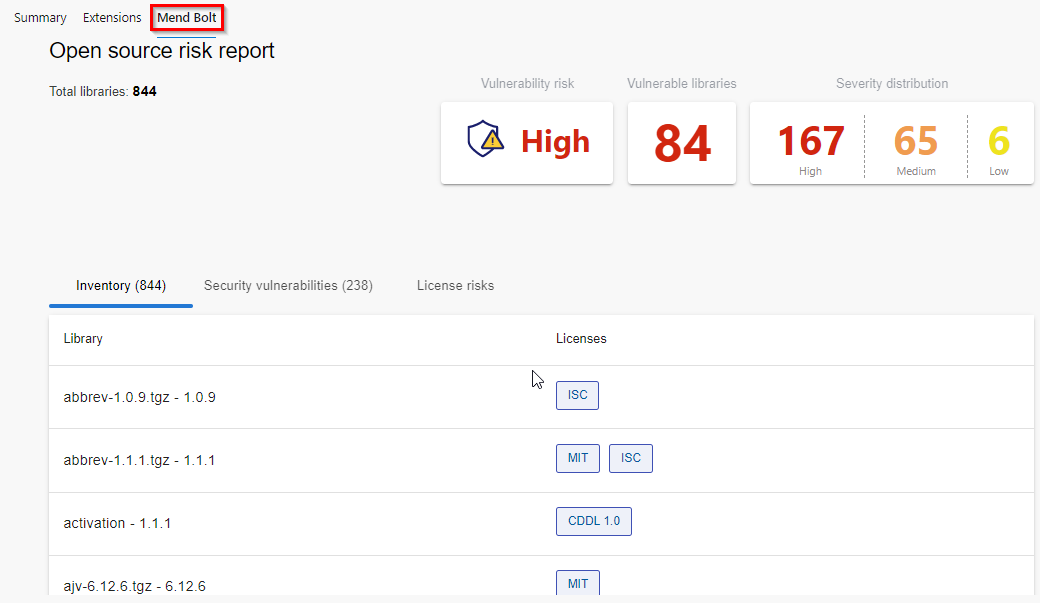 Summary Extensions Mend Bolt
Open source risk report
Total libraries: 844
Vulnerability risk Vulnerable libraries Severity distribution
High 84 167 65 6
High Medium Low
Inventory (844) Security vulnerabilities (238) License risks
Library Licenses
abbrev-1.0.9.tgz - 1.0.9 ISC
abbrev-1.1.1.tgz - 1.1.1 MIT ISC
activation - 1.1.1 CDDL 1.0
ajv-6.12.6.tgz - 6.12.6 MIT